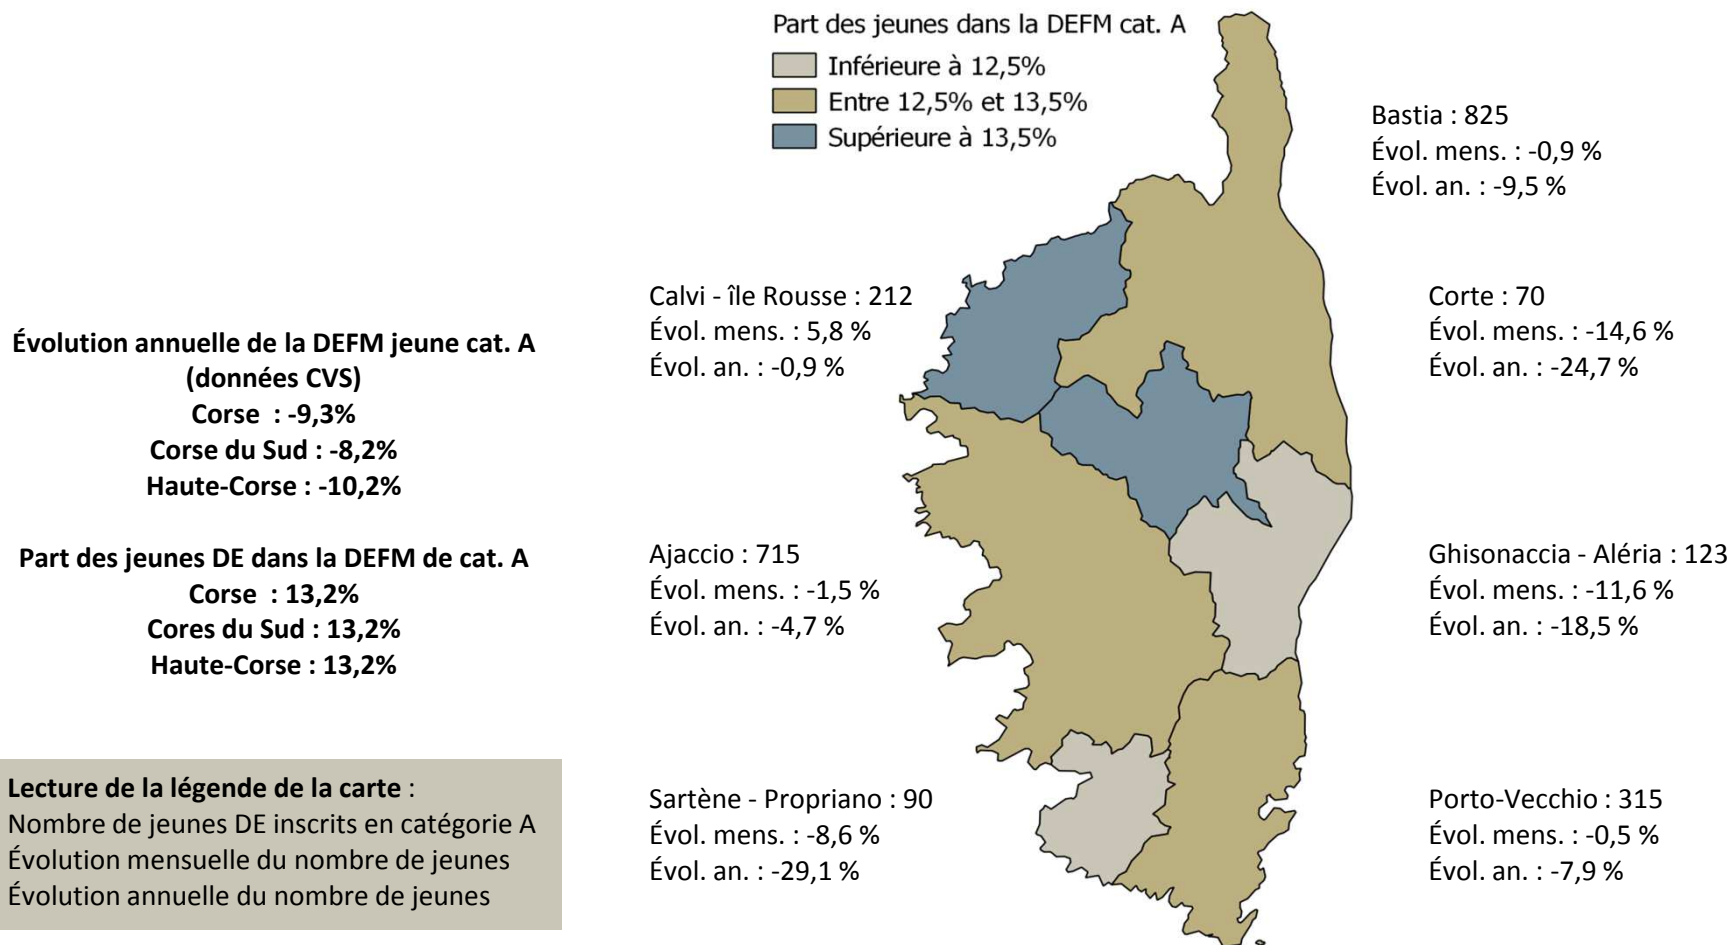 Part des jeunes dans la DEFM cat. A
Inférieure à 12,5%
Entre 12,5% et 13,5%
Supérieure à 13,5%
Bastia : 825
Évol. mens. : -0,9 %
Évol. an. : -9,5 %
Calvi - île Rousse : 212
Évol. mens. : 5,8 %
Évol. an. : -0,9 %
Corte : 70
Évol. mens. : -14,6 %
Évol. an. : -24,7 %
Évolution annuelle de la DEFM jeune cat. A
(données CVS)
Corse : -9,3%
Corse du Sud : -8,2%
Haute-Corse : -10,2%
Part des jeunes DE dans la DEFM de cat. A
Corse : 13,2%
Cores du Sud : 13,2%
Haute-Corse : 13,2%
Ajaccio : 715
Évol. mens. : -1,5 %
Évol. an. : -4,7 %
Ghisonaccia - Aléria : 123
Évol. mens. : -11,6 %
Évol. an. : -18,5 %
Lecture de la légende de la carte :
Nombre de jeunes DE inscrits en catégorie A
Évolution mensuelle du nombre de jeunes
Évolution annuelle du nombre de jeunes
Sartène - Propriano : 90
Évol. mens. : -8,6 %
Évol. an. : -29,1 %
Porto-Vecchio : 315
Évol. mens. : -0,5 %
Évol. an. : -7,9 %